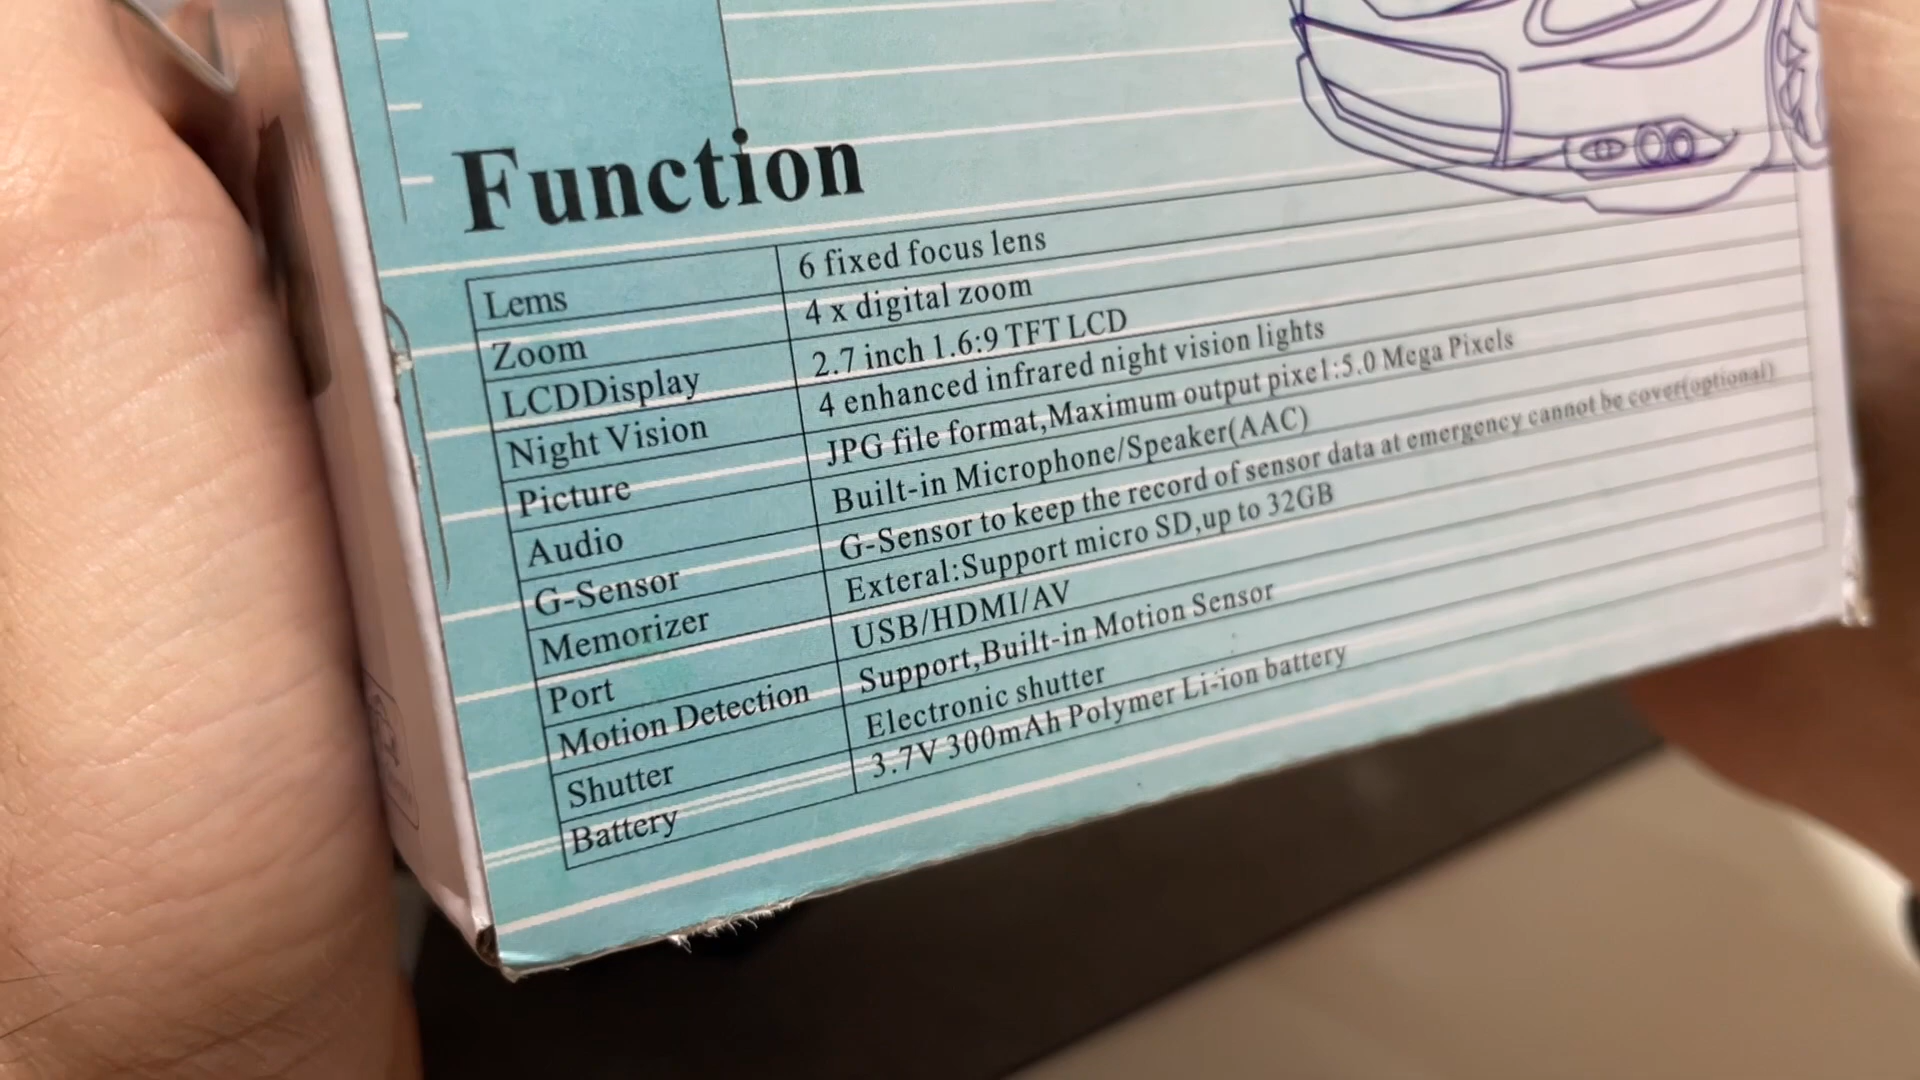 Function
Lems 6 fixed focus lens
Zoom 4 x digital zoom
LCDDisplay 2.7 inch 1.6:9 TFT LCD
Night Vision 4 enhanced infrared night vision lights
Picture JPG file format,Maximum output pixe1:5.0 Mega Pixels
Audio Built-in Microphone/Speaker(AAC)
G-Sensor G-Sensor to keep the record of sensor data at emergency cannot be cover(optional)
Memorizer Exteral:Support micro SD,up to 32GB
Port USB/HDMI/AV
Motion Detection Support,Built-in Motion Sensor
Shutter Electronic shutter
Battery 3.7V 300mAh Polymer Li-ion battery